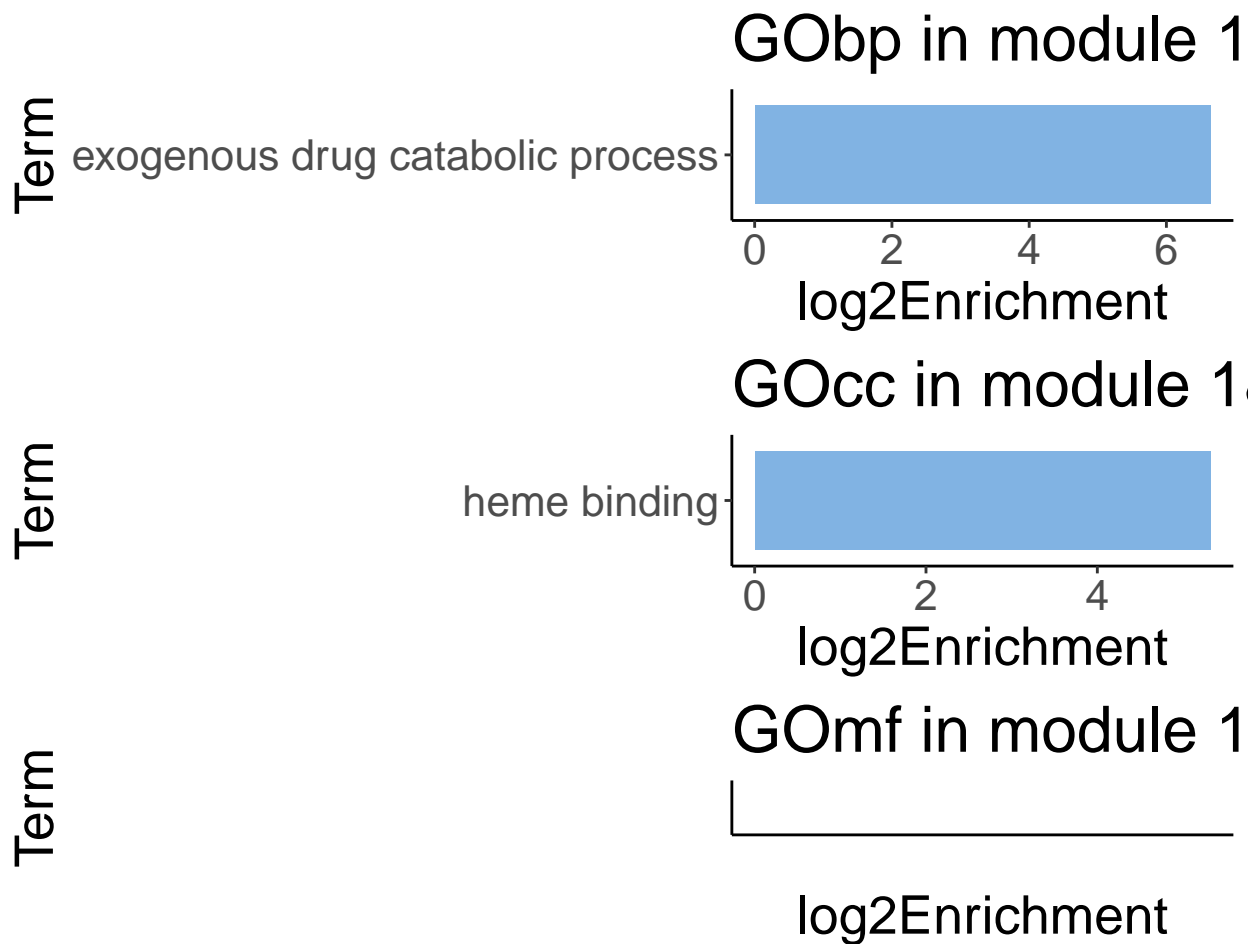 GObp in module 1
Term
exogenous drug catabolic process
0 2 4 6
log2Enrichment
GOcc in module 1
Term
heme binding
0 2 4
log2Enrichment
GOmf in module 1
Term
log2Enrichment